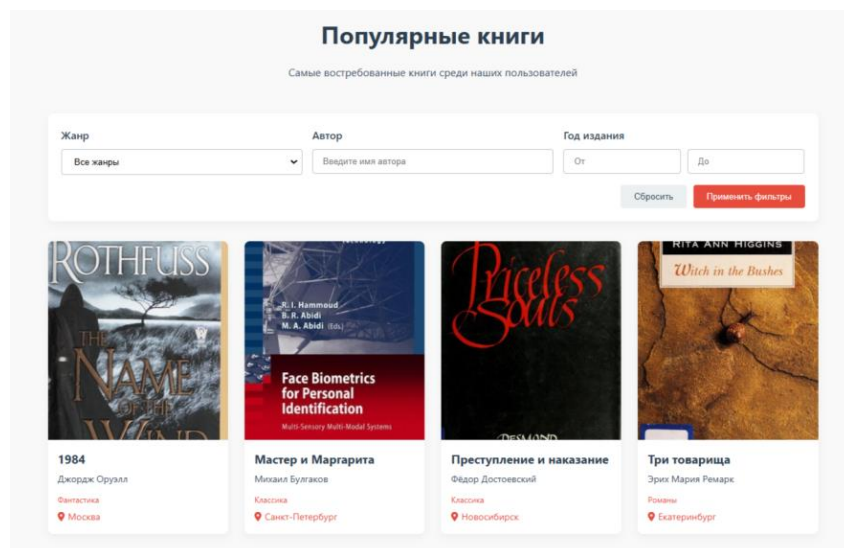 Популярные книги
Самые востребованные книги среди наших пользователей
Жанр
Автор
Год издания
Все жанры
Введите имя автора
От
До
Сбросить
Применить фильтры
ROTHFUSS
THE
NAME
OF THE
WIND
R. I. Hammoud
B. R. Abidi
M. A. Abidi (Eds.)
Face Biometrics
for Personal
Identification
Multi-Sensory Multi-Modal Systems
Priceless
Souls
DESMOND
RITA ANN HIGGINS
Witch in the Bushes
1984
Джордж Оруэлл
Фантастика
Москва
Мастер и Маргарита
Михаил Булгаков
Классика
Санкт-Петербург
Преступление и наказание
Фёдор Достоевский
Классика
Новосибирск
Три товарища
Эрих Мария Ремарк
Романы
Екатеринбург